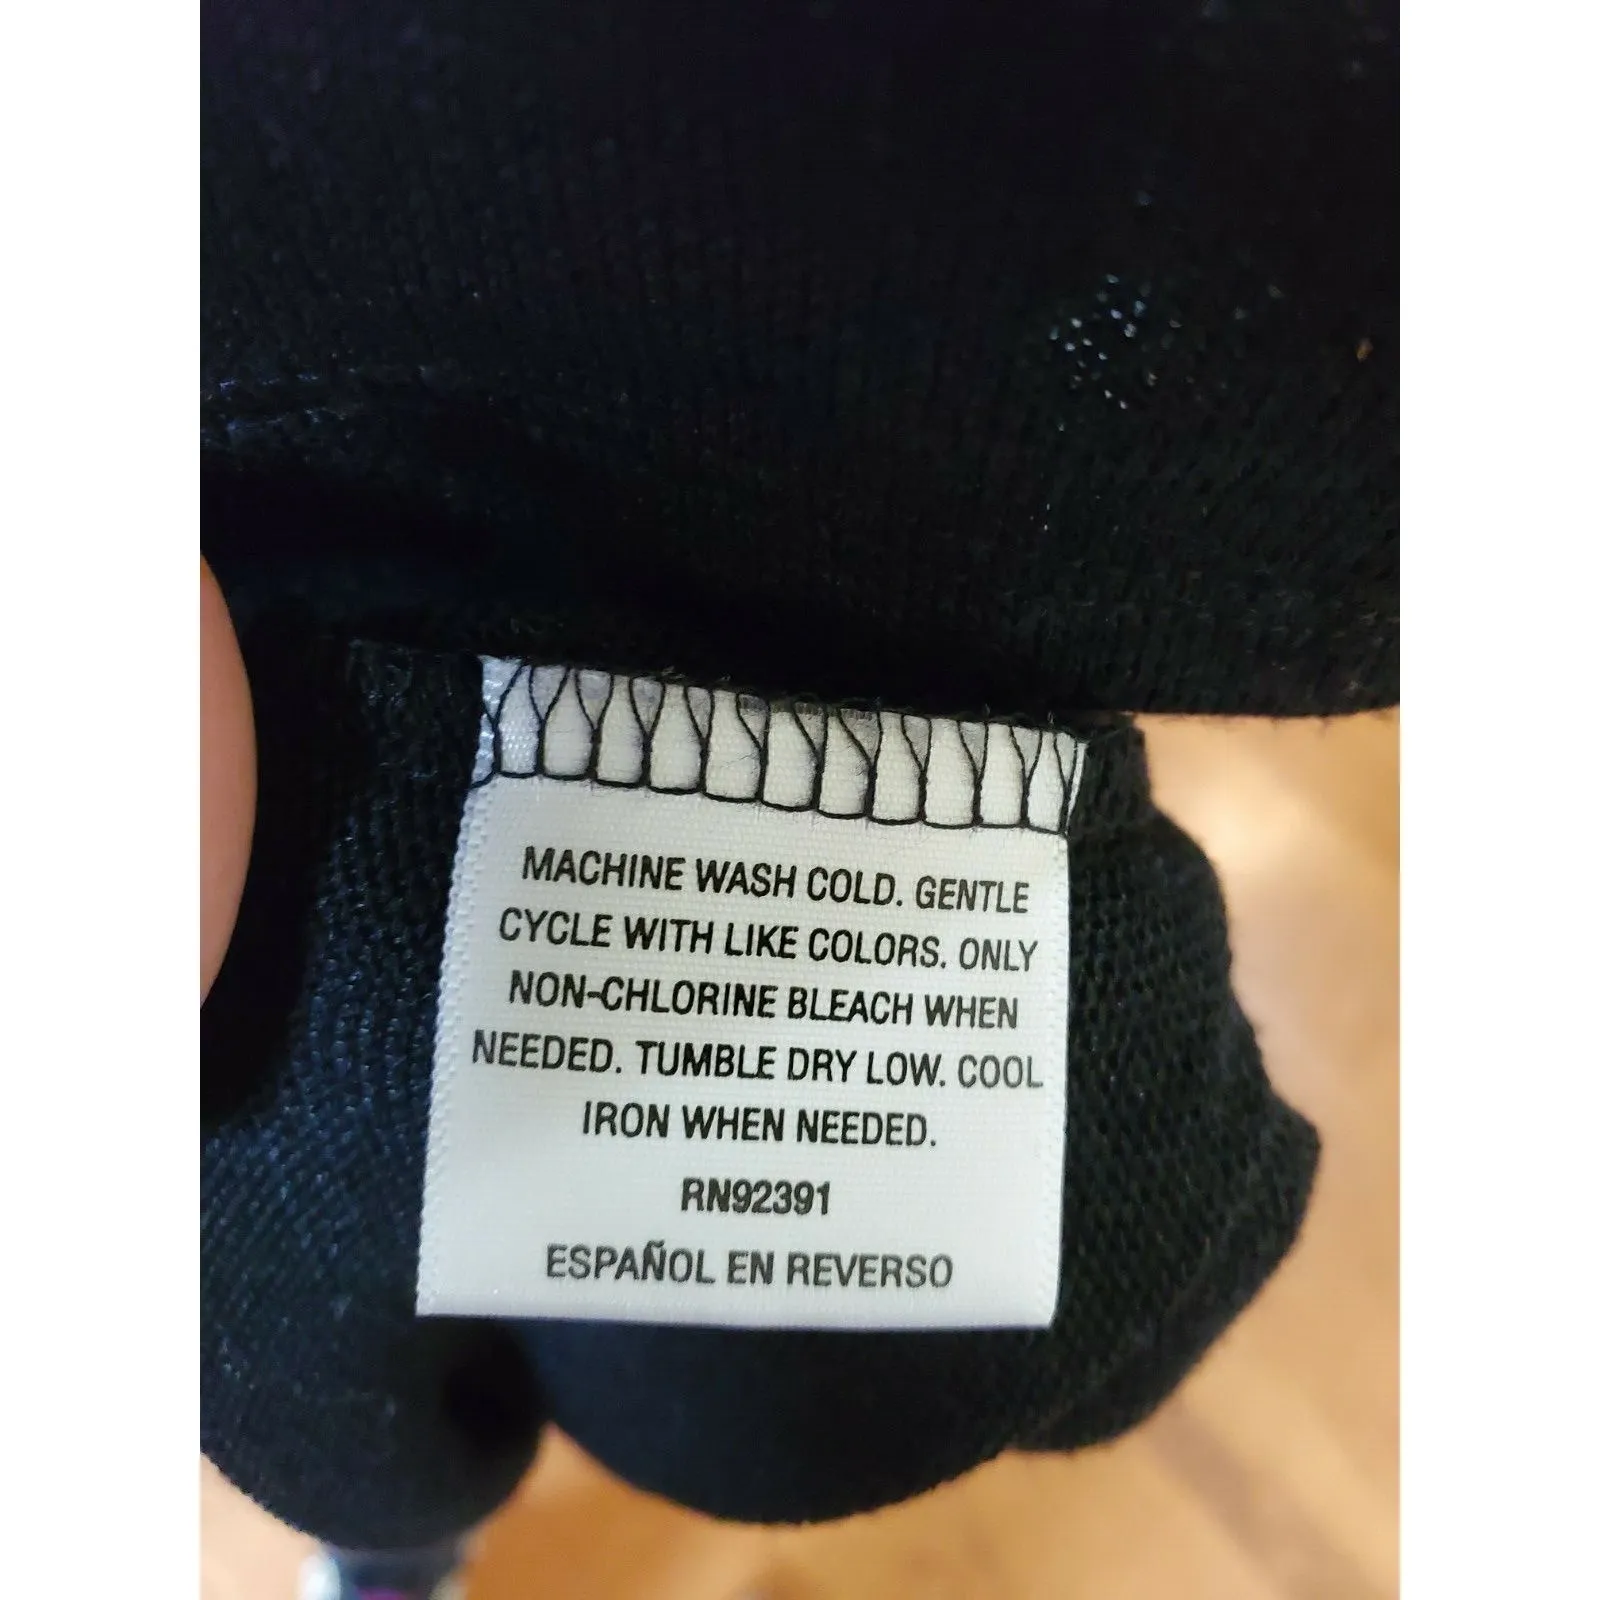 MACHINE WASH COLD. GENTLE
CYCLE WITH LIKE COLORS. ONLY
NON-CHLORINE BLEACH WHEN
NEEDED. TUMBLE DRY LOW. COOL
IRON WHEN NEEDED.
RN92391
ESPAÑOL EN REVERSO